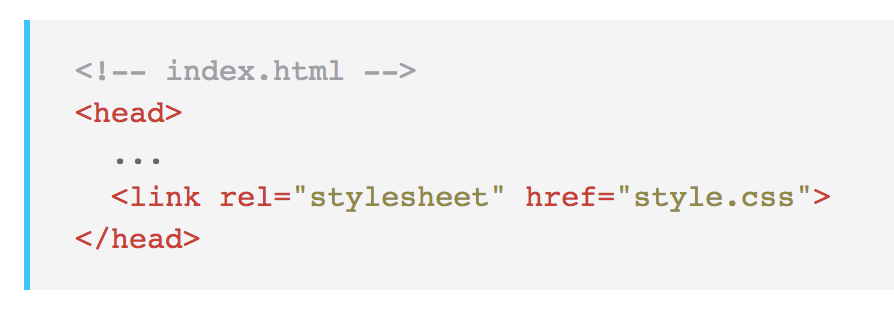 <!-- index.html -->
<head>
...
<link rel="stylesheet" href="style.css">
</head>